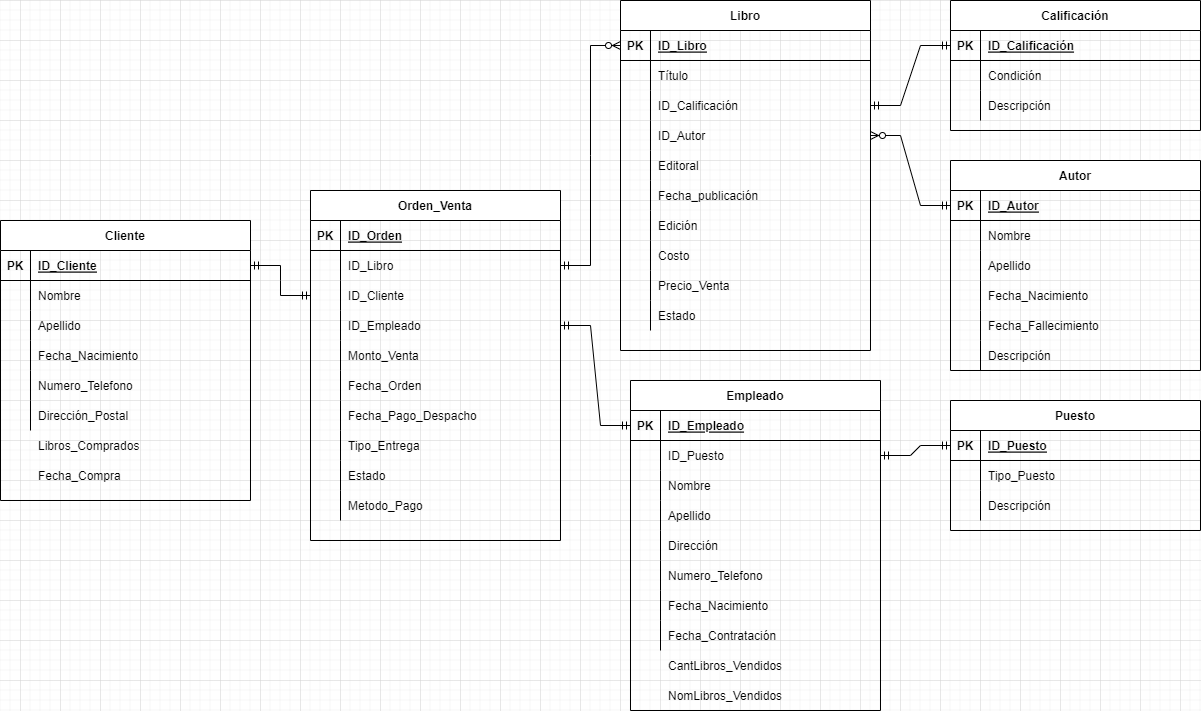 Libro
PK ID_Libro
Título
ID_Calificación
ID_Autor
Editoral
Fecha_publicación
Edición
Costo
Precio_Venta
Estado
Calificación
PK ID_Calificación
Condición
Descripción
Autor
PK ID_Autor
Nombre
Apellido
Fecha_Nacimiento
Fecha_Fallecimiento
Descripción
Orden_Venta
PK ID_Orden
ID_Libro
ID_Cliente
ID_Empleado
Monto_Venta
Fecha_Orden
Fecha_Pago_Despacho
Tipo_Entrega
Estado
Metodo_Pago
Cliente
PK ID_Cliente
Nombre
Apellido
Fecha_Nacimiento
Numero_Telefono
Dirección_Postal
Libros_Comprados
Fecha_Compra
Empleado
PK ID_Empleado
ID_Puesto
Nombre
Apellido
Dirección
Numero_Telefono
Fecha_Nacimiento
Fecha_Contratación
CantLibros_Vendidos
NomLibros_Vendidos
Puesto
PK ID_Puesto
Tipo_Puesto
Descripción